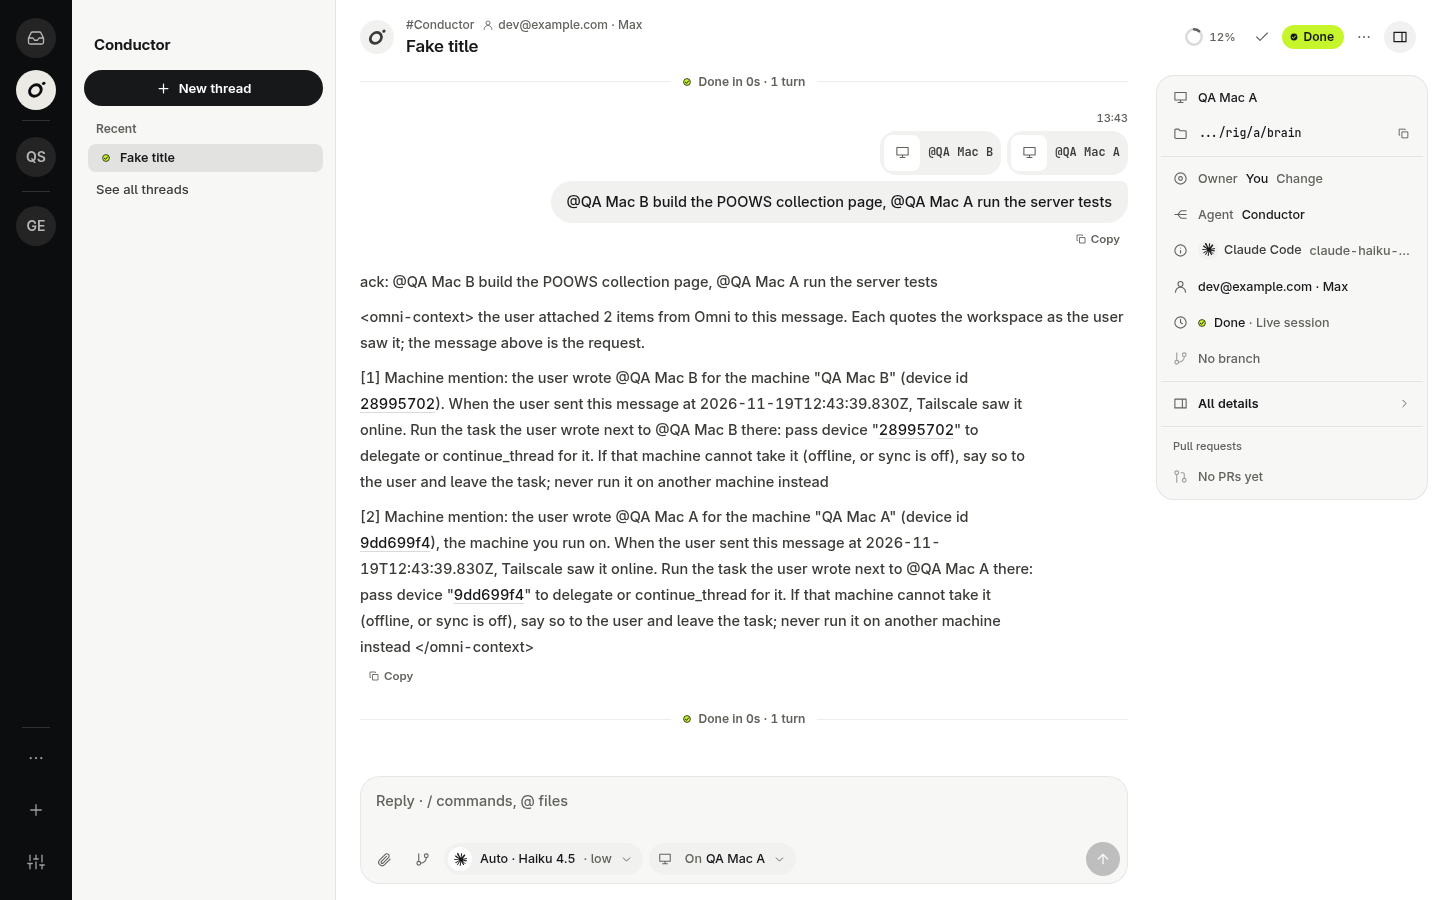 #Conductor dev@example.com · Max
Fake title
12%
Done
Conductor
New thread
Recent
Fake title
See all threads
QS
GE
Done in 0s · 1 turn
13:43
@QA Mac B
@QA Mac A
@QA Mac B build the POOWS collection page, @QA Mac A run the server tests
Copy
ack: @QA Mac B build the POOWS collection page, @QA Mac A run the server tests
<omni-context> the user attached 2 items from Omni to this message. Each quotes the workspace as the user
saw it; the message above is the request.
[1] Machine mention: the user wrote @QA Mac B for the machine "QA Mac B" (device id
28995702). When the user sent this message at 2026-11-19T12:43:39.830Z, Tailscale saw it
online. Run the task the user wrote next to @QA Mac B there: pass device "28995702" to
delegate or continue_thread for it. If that machine cannot take it (offline, or sync is off), say so to
the user and leave the task; never run it on another machine instead
[2] Machine mention: the user wrote @QA Mac A for the machine "QA Mac A" (device id
9dd699f4), the machine you run on. When the user sent this message at 2026-11-
19T12:43:39.830Z, Tailscale saw it online. Run the task the user wrote next to @QA Mac A there:
pass device "9dd699f4" to delegate or continue_thread for it. If that machine cannot take it
(offline, or sync is off), say so to the user and leave the task; never run it on another machine
instead </omni-context>
Copy
Done in 0s · 1 turn
Reply · / commands, @ files
Auto · Haiku 4.5 · low
On QA Mac A
QA Mac A
.../rig/a/brain
Owner You Change
Agent Conductor
Claude Code claude-haiku-...
dev@example.com · Max
Done · Live session
No branch
All details
Pull requests
No PRs yet